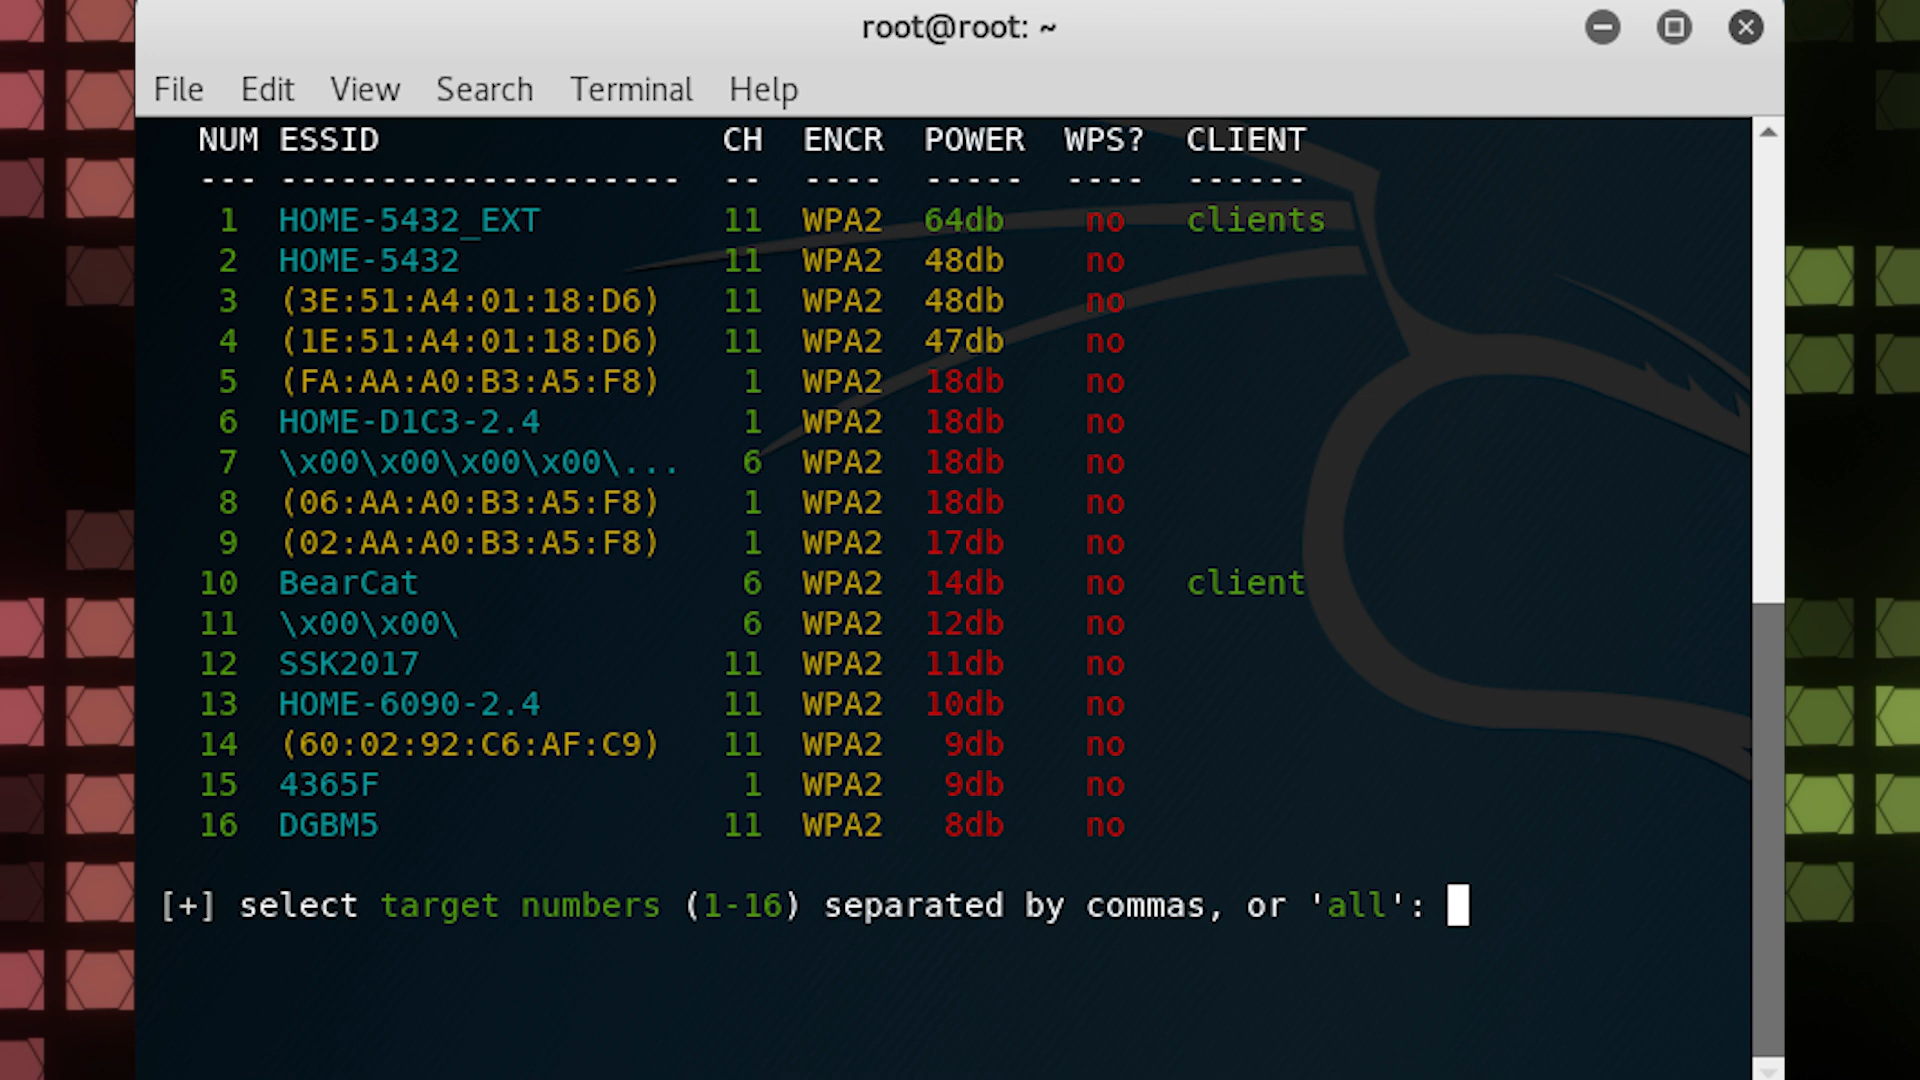 root@root: ~
File Edit View Search Terminal Help
NUM ESSID CH ENCR POWER WPS? CLIENT
--- -------------------- -- ---- ----- ---- ------
1 HOME-5432_EXT 11 WPA2 64db no clients
2 HOME-5432 11 WPA2 48db no
3 (3E:51:A4:01:18:D6) 11 WPA2 48db no
4 (1E:51:A4:01:18:D6) 11 WPA2 47db no
5 (FA:AA:A0:B3:A5:F8) 1 WPA2 18db no
6 HOME-D1C3-2.4 1 WPA2 18db no
7 \x00\x00\x00\x00\... 6 WPA2 18db no
8 (06:AA:A0:B3:A5:F8) 1 WPA2 18db no
9 (02:AA:A0:B3:A5:F8) 1 WPA2 17db no
10 BearCat 6 WPA2 14db no client
11 \x00\x00\ 6 WPA2 12db no
12 SSK2017 11 WPA2 11db no
13 HOME-6090-2.4 11 WPA2 10db no
14 (60:02:92:C6:AF:C9) 11 WPA2 9db no
15 4365F 1 WPA2 9db no
16 DGBM5 11 WPA2 8db no
[+] select target numbers (1-16) separated by commas, or 'all':